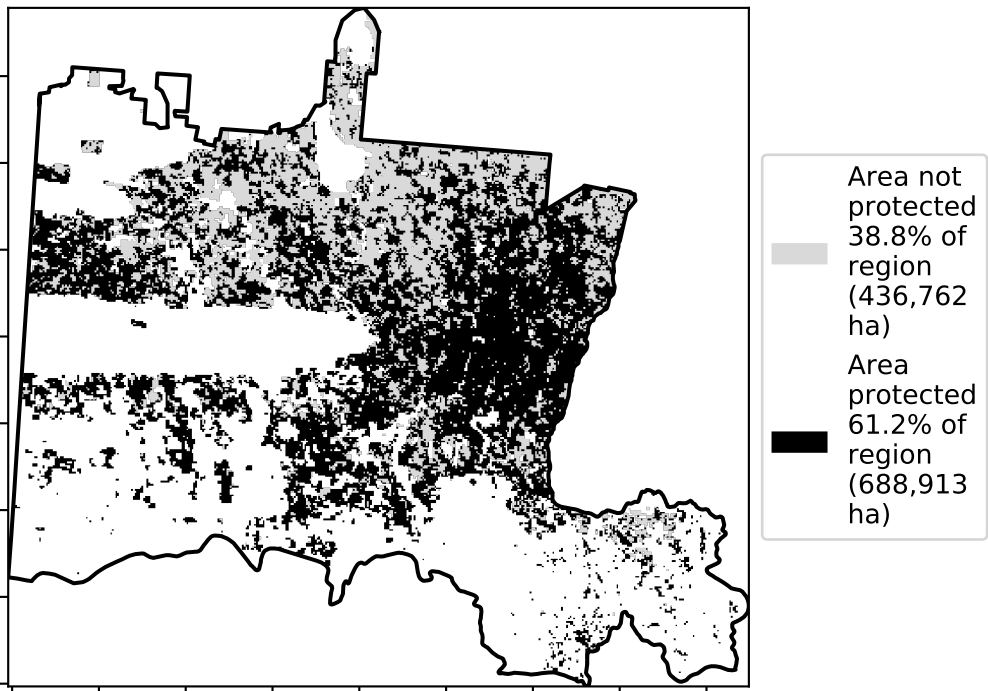 Area not
protected
38.8% of
region
(436,762
ha)
Area
protected
61.2% of
region
(688,913
ha)